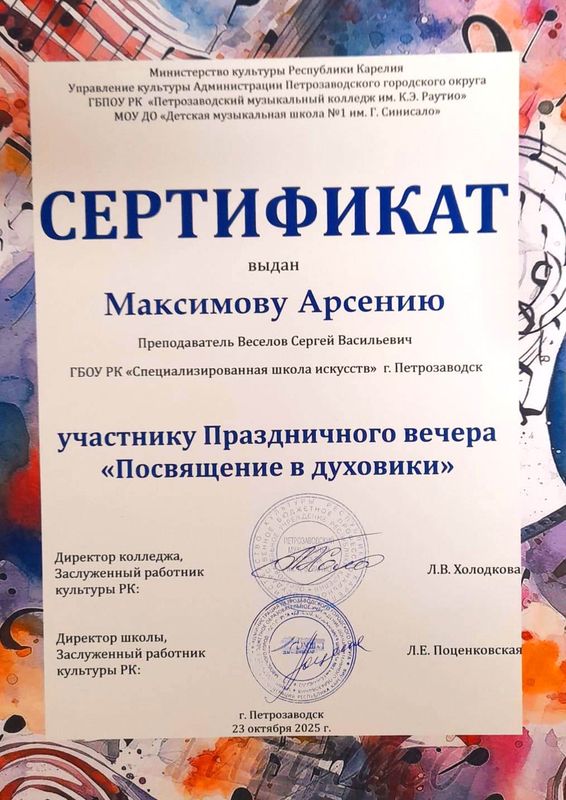 Министерство культуры Республики Карелия
Управление культуры Администрации Петрозаводского городского округа
ГБПОУ РК «Петрозаводский музыкальный колледж им. К.Э. Раутио»
МОУ ДО «Детская музыкальная школа №1 им. Г. Синисало»
СЕРТИФИКАТ
выдан
Максимову Арсению
Преподаватель Веселов Сергей Васильевич
ГБОУ РК «Специализированная школа искусств» г. Петрозаводск
участнику Праздничного вечера
«Посвящение в духовики»
Директор колледжа,
Заслуженный работник
культуры РК:
Л.В. Холодкова
Директор школы,
Заслуженный работник
культуры РК:
Л.Е. Поценковская
г. Петрозаводск
23 октября 2025 г.